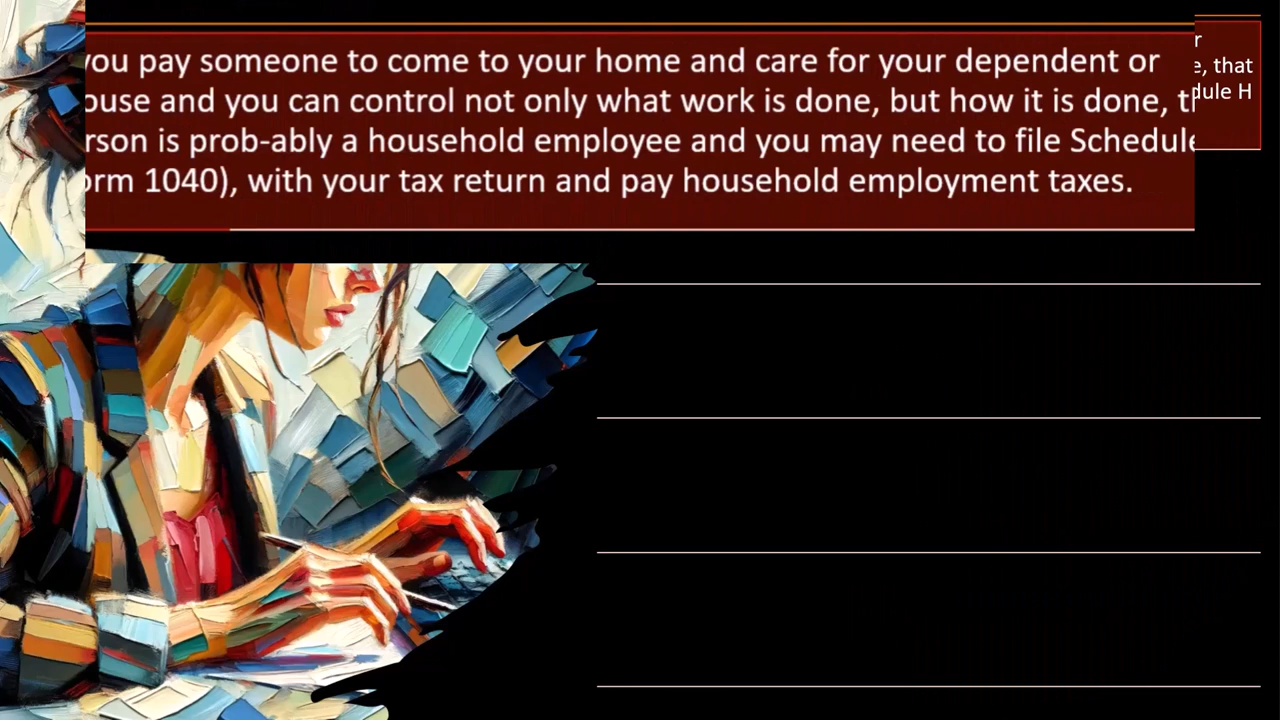 you pay someone to come to your home and care for your dependent or
ouse and you can control not only what work is done, but how it is done, t
rson is prob-ably a household employee and you may need to file Schedule
orm 1040), with your tax return and pay household employment taxes.
r
e, that
dule H